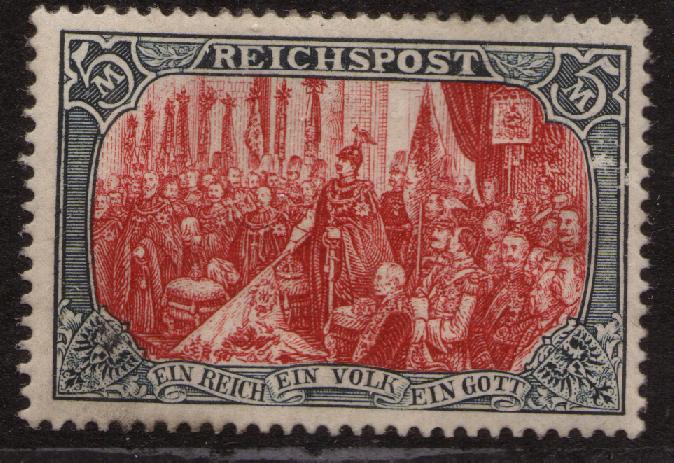 REICHSPOST
5 M
5 M
EIN REICH EIN VOLK EIN GOTT